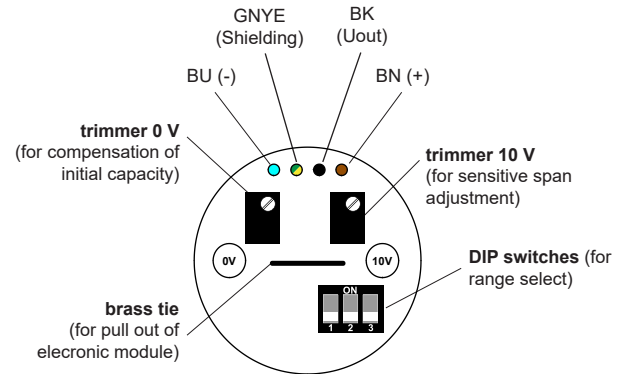 GNYE
(Shielding)
BK
(Uout)
BU (-)
BN (+)
trimmer 0 V
(for compensation of
initial capacity)
trimmer 10 V
(for sensitive span
adjustment)
0V
10V
DIP switches (for
range select)
ON
1 2 3
brass tie
(for pull out of
elecronic module)